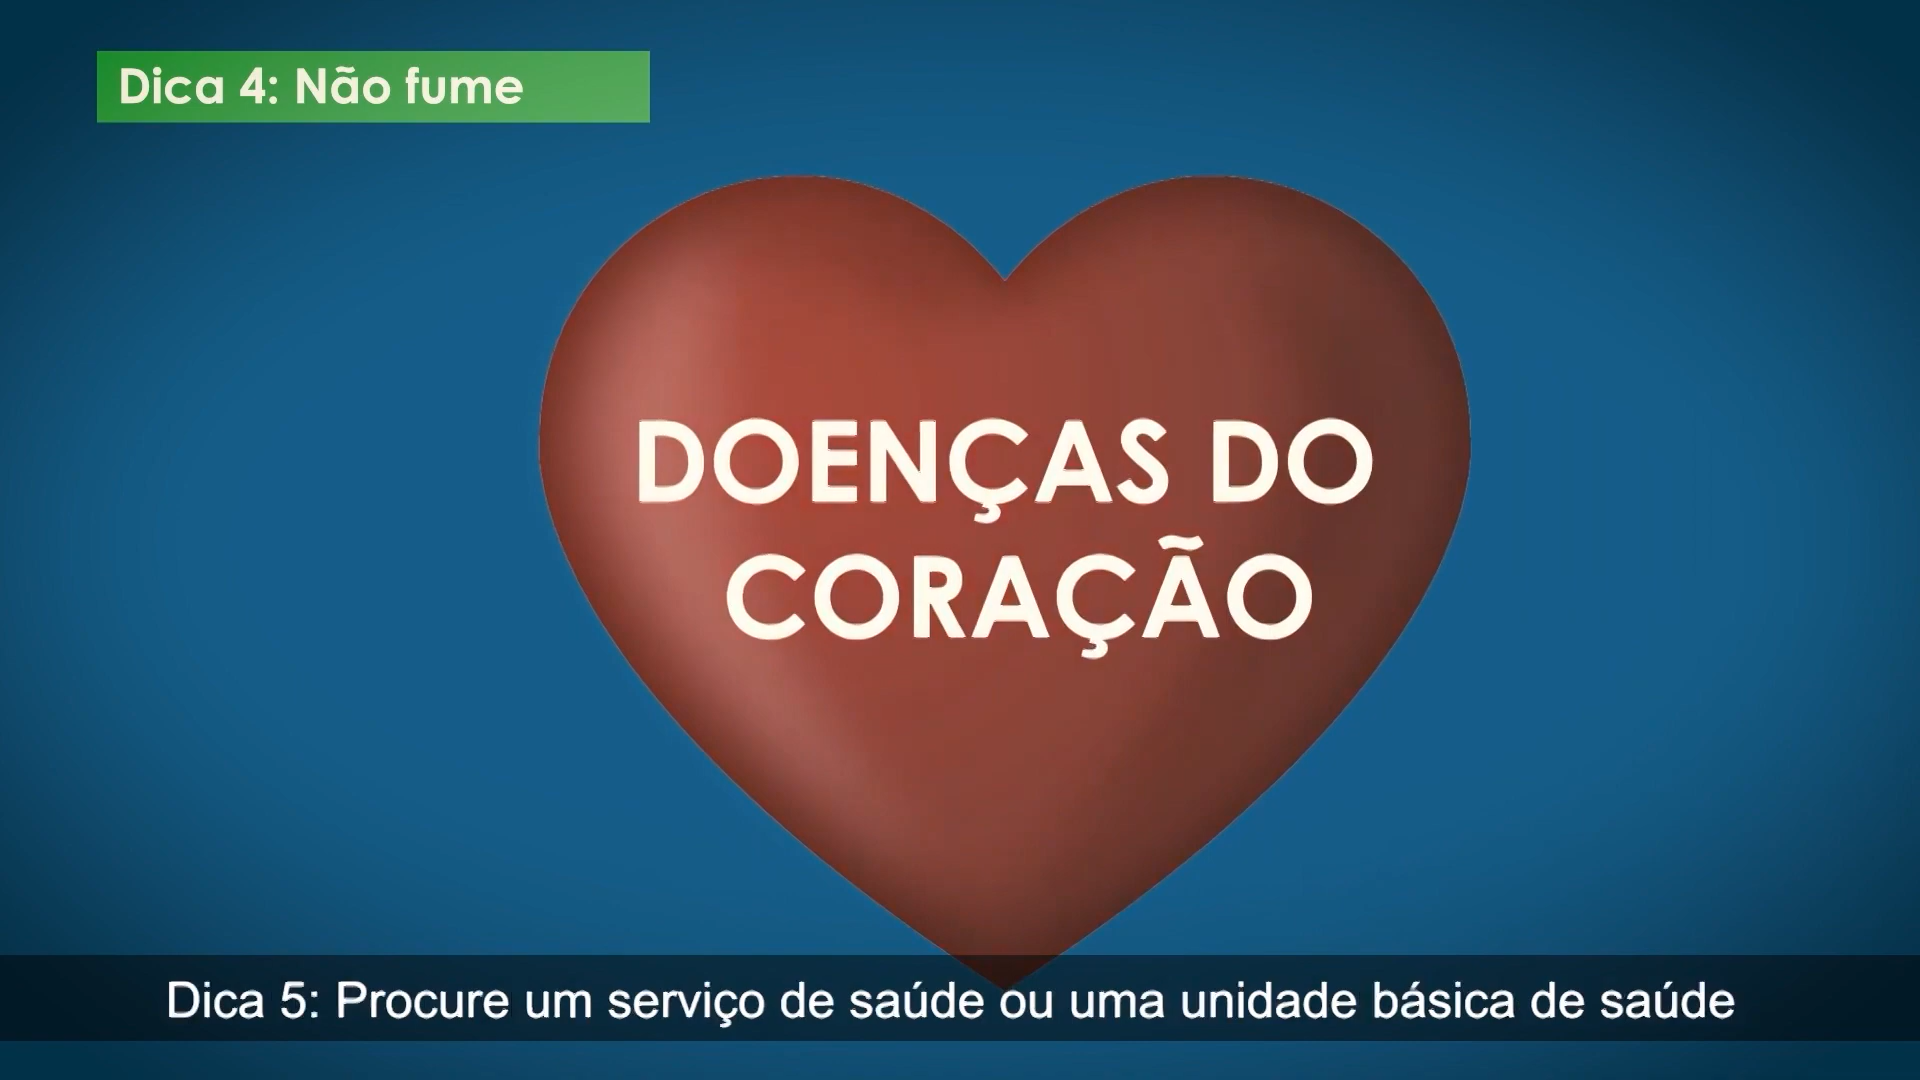 Dica 4: Não fume
DOENÇAS DO
CORAÇÃO
Dica 5: Procure um serviço de saúde ou uma unidade básica de saúde